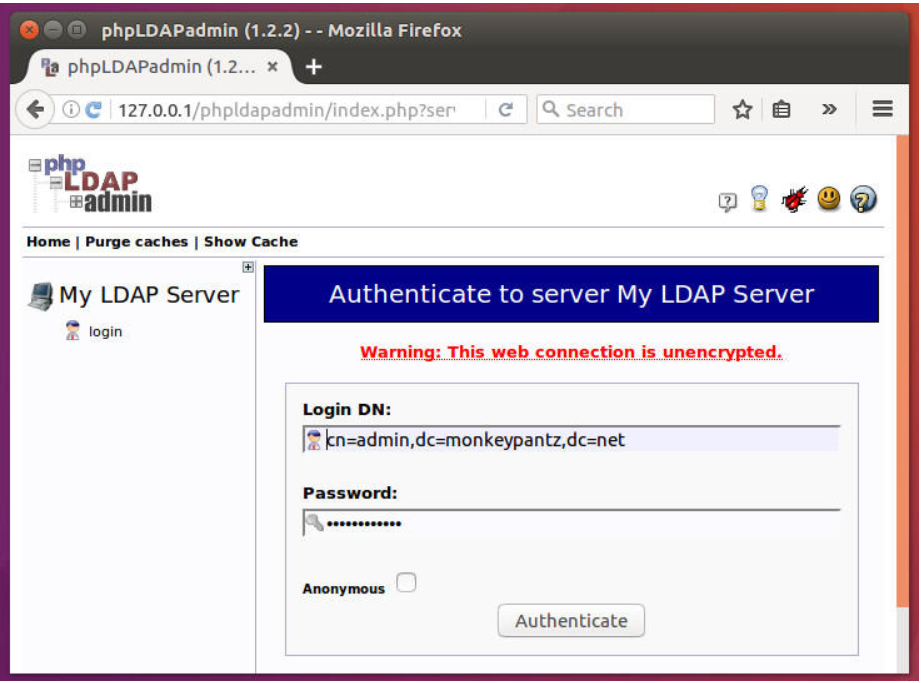 phpLDAPadmin (1.2.2) - - Mozilla Firefox
phpLDAPadmin (1.2... × +
127.0.0.1/phpldapadmin/index.php?ser
Search
php
LDAP
admin
Home | Purge caches | Show Cache
My LDAP Server
login
Authenticate to server My LDAP Server
Warning: This web connection is unencrypted.
Login DN:
cn=admin,dc=monkeypantz,dc=net
Password:
••••••••••••
Anonymous
Authenticate